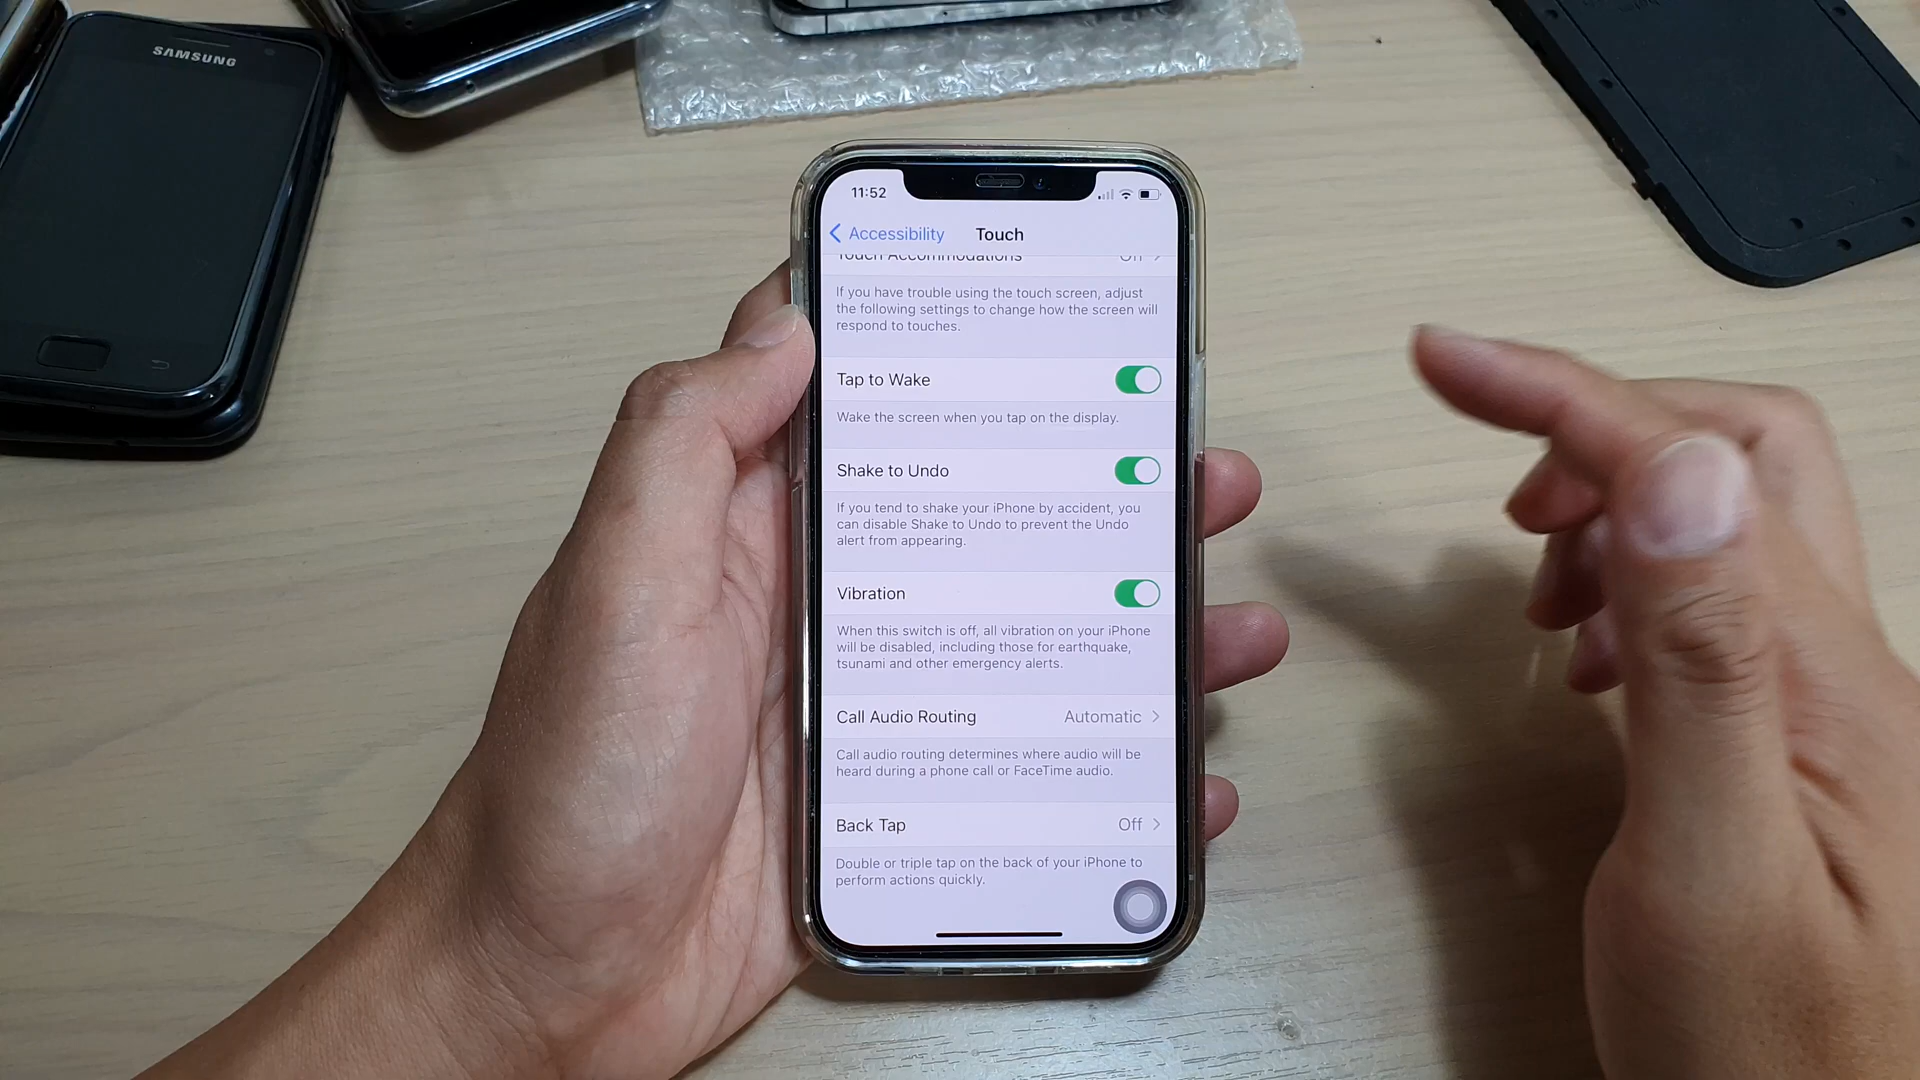 SAMSUNG
11:52
Accessibility Touch
Touch Accommodations Off
If you have trouble using the touch screen, adjust
the following settings to change how the screen will
respond to touches.
Tap to Wake
Wake the screen when you tap on the display.
Shake to Undo
If you tend to shake your iPhone by accident, you
can disable Shake to Undo to prevent the Undo
alert from appearing.
Vibration
When this switch is off, all vibration on your iPhone
will be disabled, including those for earthquake,
tsunami and other emergency alerts.
Call Audio Routing Automatic
Call audio routing determines where audio will be
heard during a phone call or FaceTime audio.
Back Tap Off
Double or triple tap on the back of your iPhone to
perform actions quickly.